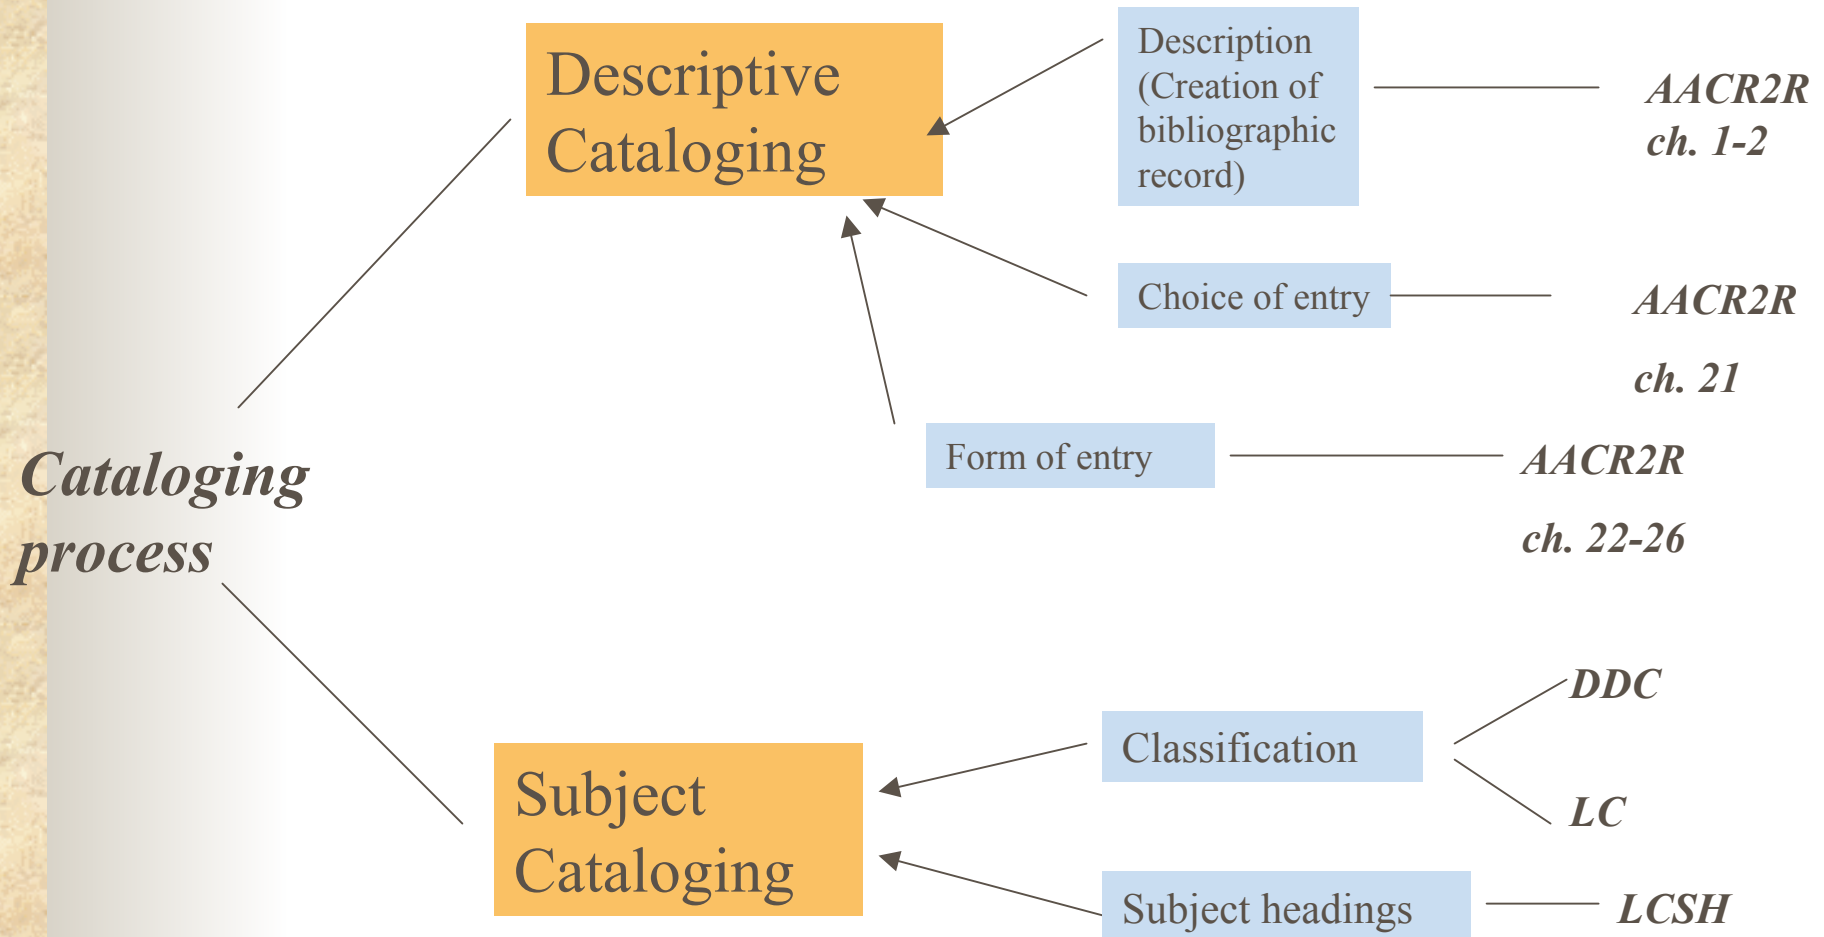 Cataloging
process
Descriptive
Cataloging
Description
(Creation of
bibliographic
record)
AACR2R
ch. 1-2
Choice of entry
AACR2R
ch. 21
Form of entry
AACR2R
ch. 22-26
Subject
Cataloging
Classification
DDC
LC
Subject headings
LCSH